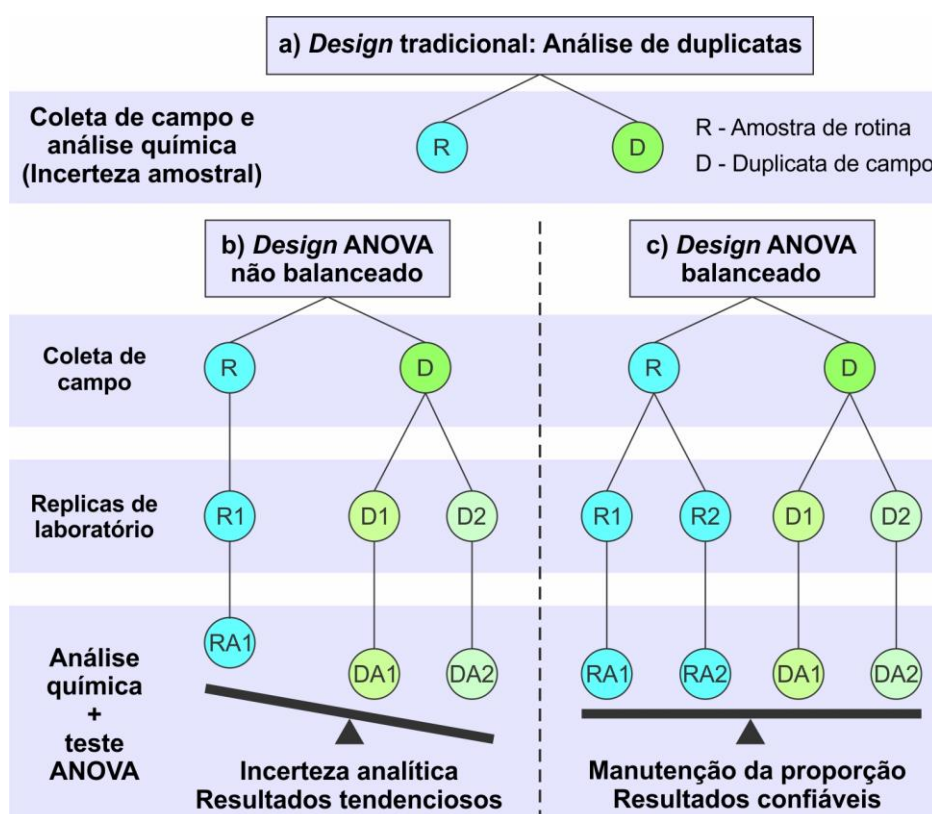 a) Design tradicional: Análise de duplicatas
Coleta de campo e
análise química
(Incerteza amostral)
R
D
R - Amostra de rotina
D - Duplicata de campo
b) Design ANOVA
não balanceado
c) Design ANOVA
balanceado
Coleta de
campo
R
D
R
D
Replicas de
laboratório
R1
D1
D2
R1
R2
D1
D2
Análise
química
+
teste
ANOVA
RA1
DA1
DA2
RA1
RA2
DA1
DA2
Incerteza analítica
Resultados tendenciosos
Manutenção da proporção
Resultados confiáveis